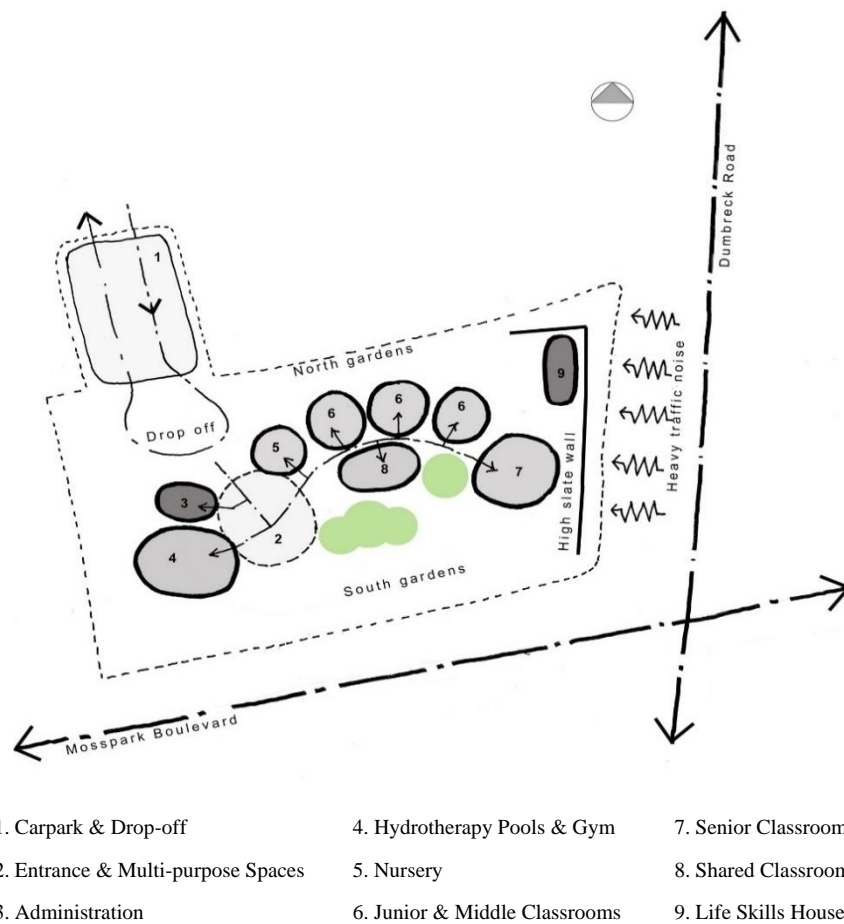 Dumbreck Road
1
North gardens
Heavy traffic noise
9
6
6
6
Drop off
5
8
7
High slate wall
3
2
4
South gardens
Mosspark Boulevard
1. Carpark & Drop-off
4. Hydrotherapy Pools & Gym
7. Senior Classroom
2. Entrance & Multi-purpose Spaces
5. Nursery
8. Shared Classroom
3. Administration
6. Junior & Middle Classrooms
9. Life Skills House